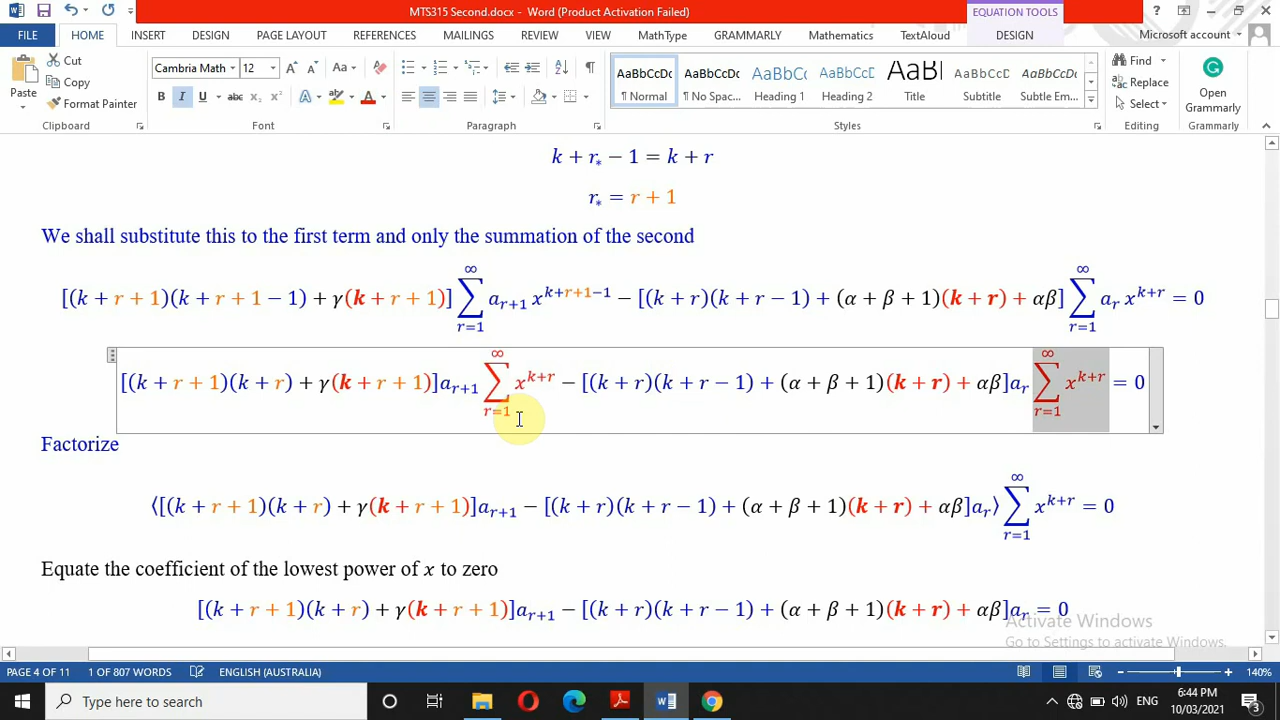 MTS315 Second.docx - Word (Product Activation Failed)
EQUATION TOOLS
FILE HOME INSERT DESIGN PAGE LAYOUT REFERENCES MAILINGS REVIEW VIEW MathType GRAMMARLY Mathematics TextAloud DESIGN Microsoft account
Paste Cut Copy Format Painter
Cambria Math 12
B I U abc x₂ x² A A A Aa
AaBbCcDc AaBbCcDc AaBbCc AaBbCc AaBl AaBbCcDc AaBbCcDc
¶ Normal ¶ No Spac... Heading 1 Heading 2 Title Subtitle Subtle Em...
Find Replace Select
Open Grammarly
Clipboard Font Paragraph Styles Editing Grammarly
k + r₎ − 1 = k + r
r₎ = r + 1
We shall substitute this to the first term and only the summation of the second
[(k + r + 1)(k + r + 1 − 1) + γ(k + r + 1)] ∑_{r=1}^{∞} a_{r+1} x^{k+r+1−1} − [(k + r)(k + r − 1) + (α + β + 1)(k + r) + αβ] ∑_{r=1}^{∞} a_r x^{k+r} = 0
[(k + r + 1)(k + r) + γ(k + r + 1)]a_{r+1} ∑_{r=1}^{∞} x^{k+r} − [(k + r)(k + r − 1) + (α + β + 1)(k + r) + αβ]a_r ∑_{r=1}^{∞} x^{k+r} = 0
Factorize
⟨[(k + r + 1)(k + r) + γ(k + r + 1)]a_{r+1} − [(k + r)(k + r − 1) + (α + β + 1)(k + r) + αβ]a_r⟩ ∑_{r=1}^{∞} x^{k+r} = 0
Equate the coefficient of the lowest power of x to zero
[(k + r + 1)(k + r) + γ(k + r + 1)]a_{r+1} − [(k + r)(k + r − 1) + (α + β + 1)(k + r) + αβ]a_r = 0
Activate Windows
Go to Settings to activate Windows.
PAGE 4 OF 11 1 OF 807 WORDS ENGLISH (AUSTRALIA) 140%
Type here to search
ENG 6:44 PM
10/03/2021 3